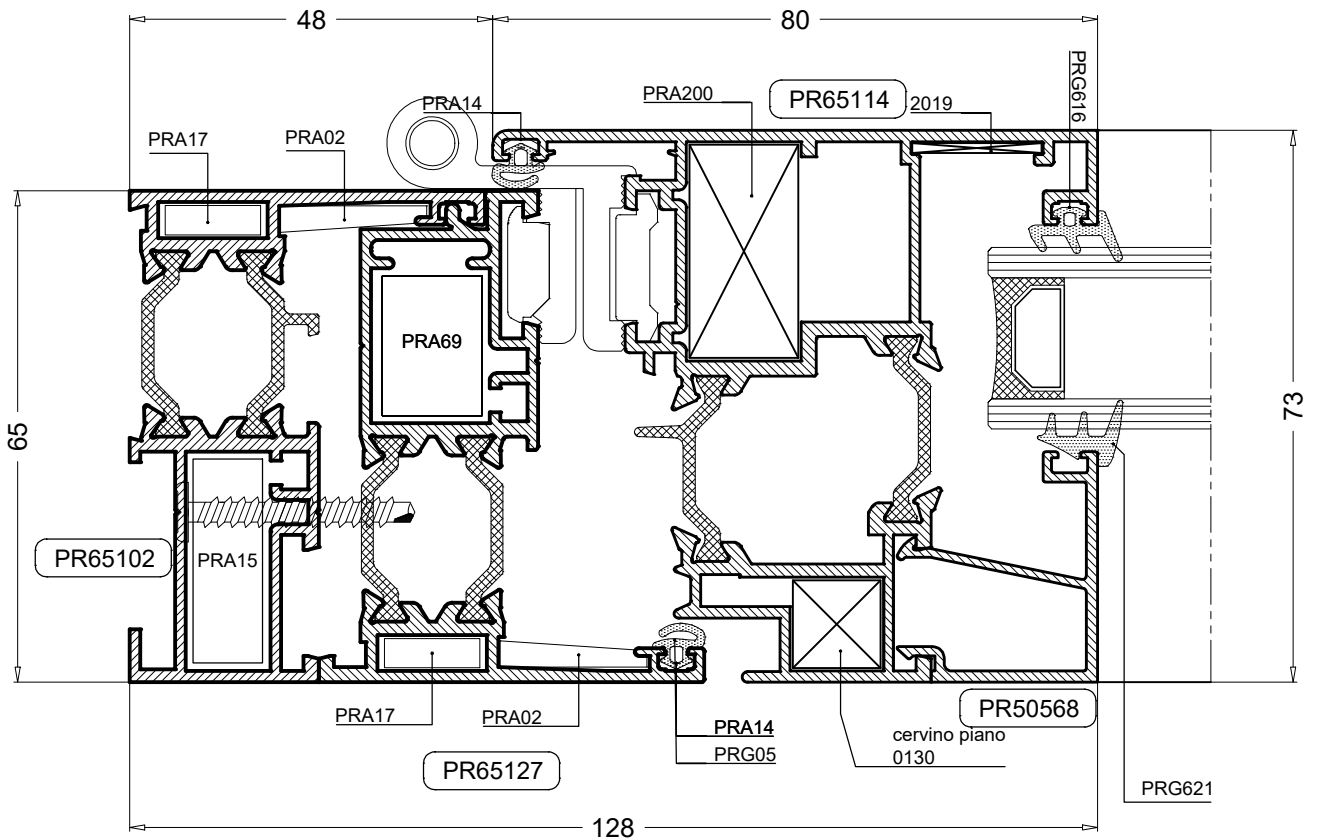 48
80
PRA14
PRA200
PR65114
2019
PRG616
PRA17
PRA02
PRA69
65
73
PR65102
PRA15
PRA17
PRA02
PRA14
PRG05
PR50568
cervino piano
0130
PR65127
PRG621
128